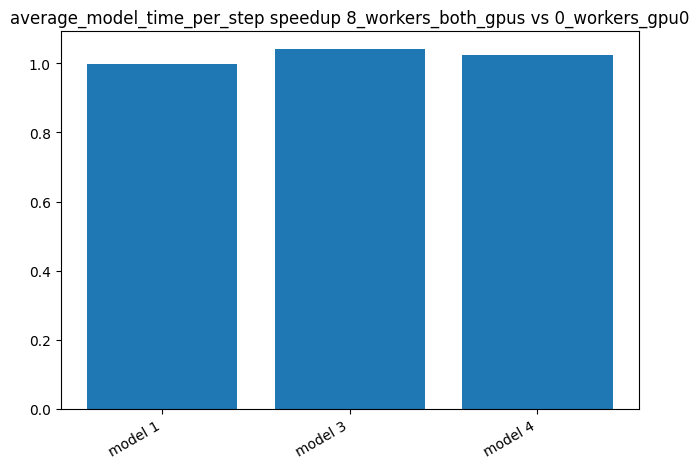 average_model_time_per_step speedup 8_workers_both_gpus vs 0_workers_gpu0
1.0
0.8
0.6
0.4
0.2
0.0
model 1
model 3
model 4